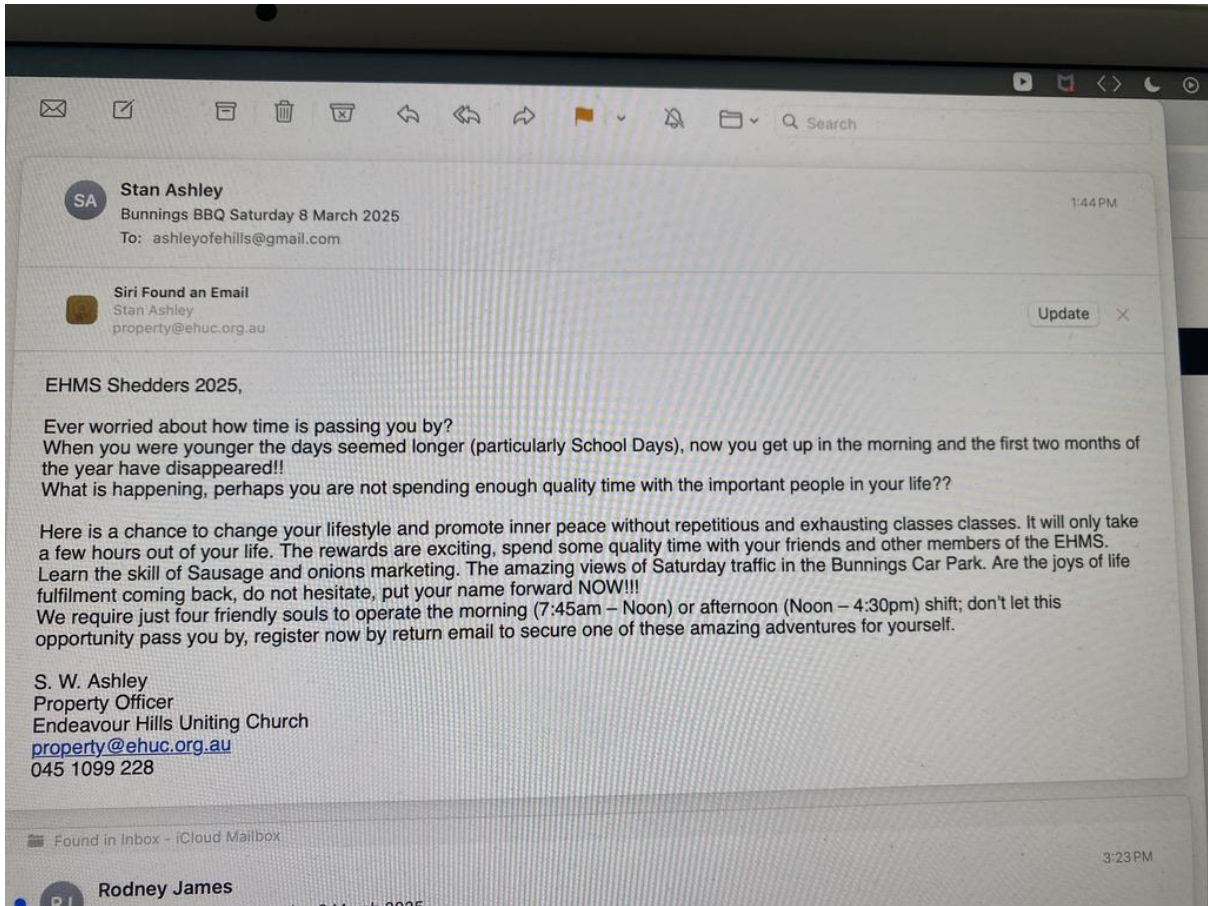 Search
SA
Stan Ashley
1:44 PM
Bunnings BBQ Saturday 8 March 2025
To: ashleyofehills@gmail.com
Siri Found an Email
Stan Ashley
property@ehuc.org.au
Update
EHMS Shedders 2025,
Ever worried about how time is passing you by?
When you were younger the days seemed longer (particularly School Days), now you get up in the morning and the first two months of
the year have disappeared!!
What is happening, perhaps you are not spending enough quality time with the important people in your life??
Here is a chance to change your lifestyle and promote inner peace without repetitious and exhausting classes classes. It will only take
a few hours out of your life. The rewards are exciting, spend some quality time with your friends and other members of the EHMS.
Learn the skill of Sausage and onions marketing. The amazing views of Saturday traffic in the Bunnings Car Park. Are the joys of life
fulfilment coming back, do not hesitate, put your name forward NOW!!!
We require just four friendly souls to operate the morning (7:45am – Noon) or afternoon (Noon – 4:30pm) shift; don't let this
opportunity pass you by, register now by return email to secure one of these amazing adventures for yourself.
S. W. Ashley
Property Officer
Endeavour Hills Uniting Church
property@ehuc.org.au
045 1099 228
Found in Inbox - iCloud Mailbox
3:23 PM
RJ
Rodney James
March 2025